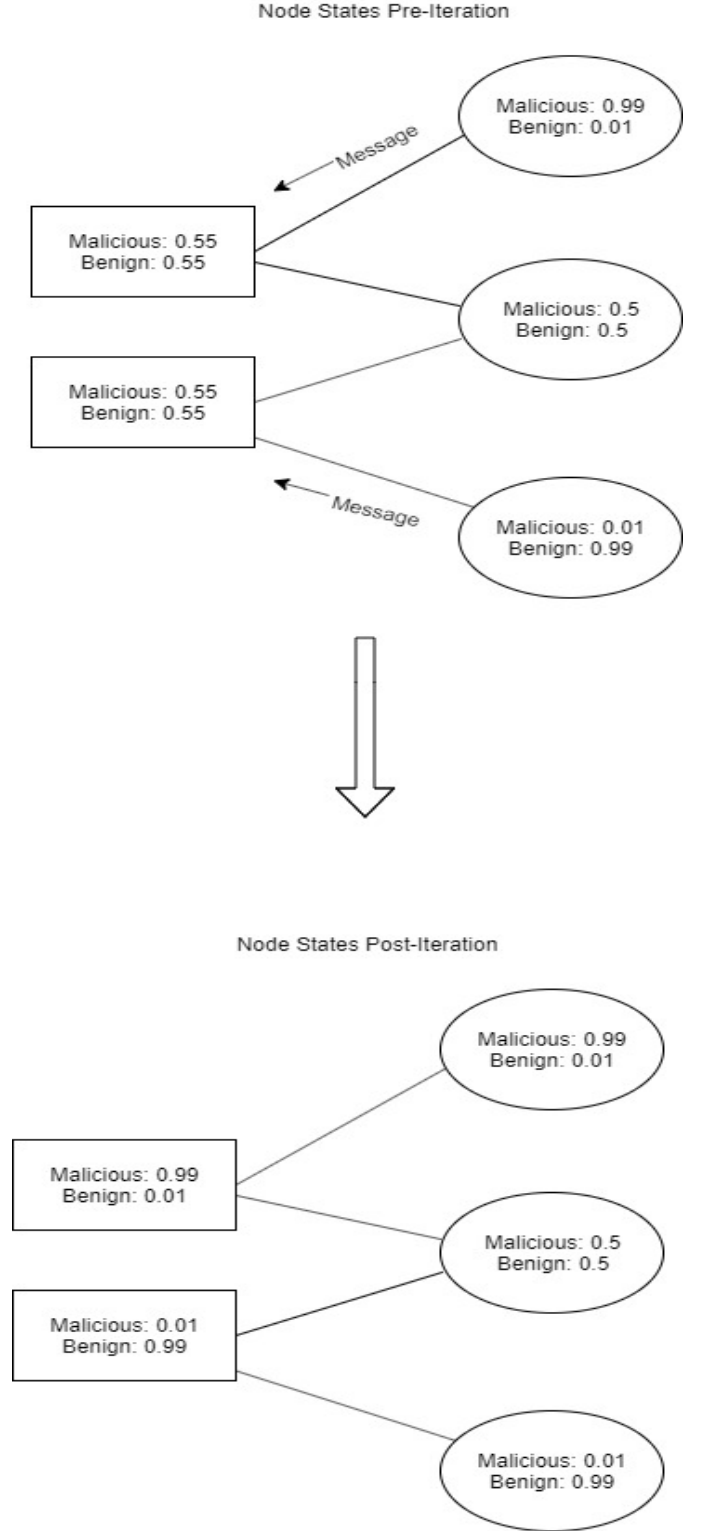 Node States Pre-Iteration
Malicious: 0.99
Benign: 0.01
Message
Malicious: 0.55
Benign: 0.55
Malicious: 0.5
Benign: 0.5
Malicious: 0.55
Benign: 0.55
Message
Malicious: 0.01
Benign: 0.99
Node States Post-Iteration
Malicious: 0.99
Benign: 0.01
Malicious: 0.99
Benign: 0.01
Malicious: 0.5
Benign: 0.5
Malicious: 0.01
Benign: 0.99
Malicious: 0.01
Benign: 0.99